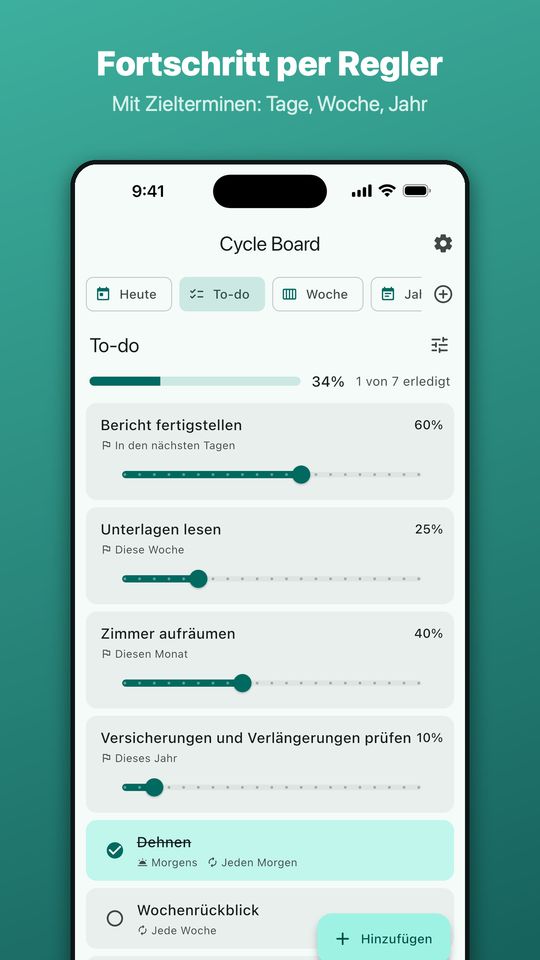 Fortschritt per Regler
Mit Zielterminen: Tage, Woche, Jahr
9:41
Cycle Board
Heute
To-do
Woche
To-do
34%
1 von 7 erledigt
Bericht fertigstellen
60%
In den nächsten Tagen
Unterlagen lesen
25%
Diese Woche
Zimmer aufräumen
40%
Diesen Monat
Versicherungen und Verlängerungen prüfen
10%
Dieses Jahr
Dehnen
Morgens
Jeden Morgen
Wochenrückblick
Jede Woche
Hinzufügen